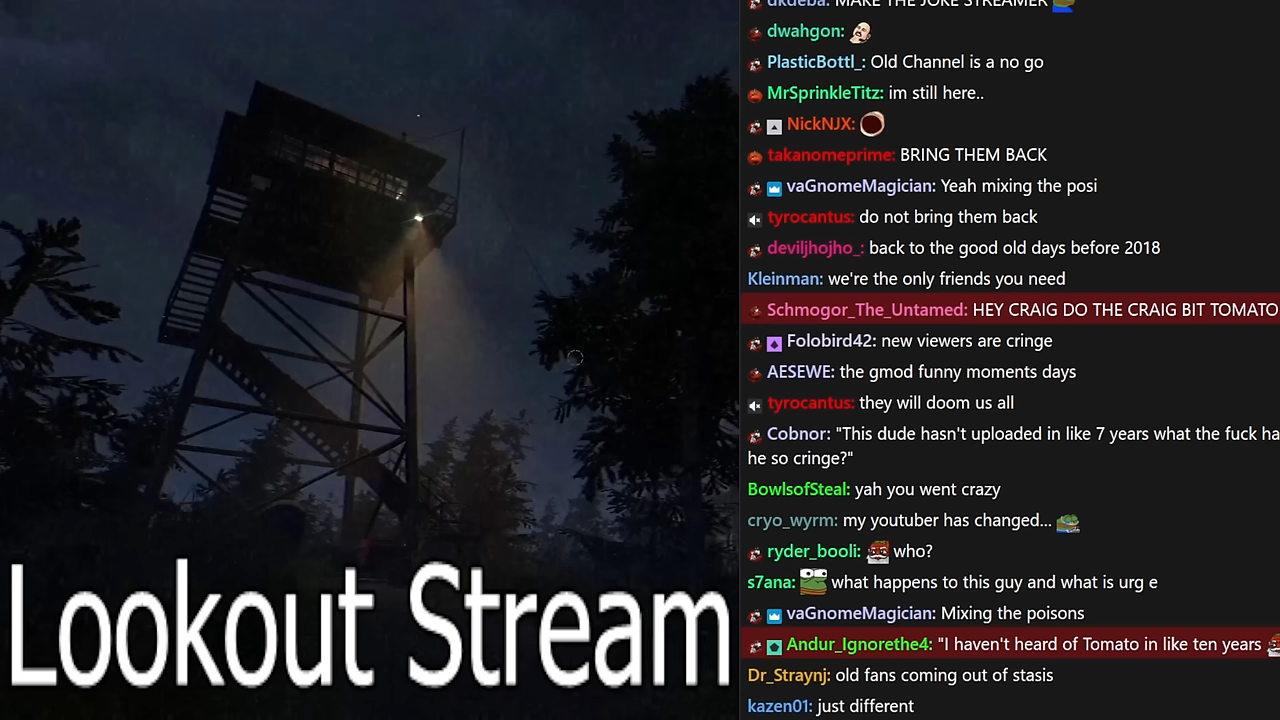 dkdeba: MAKE THE JOKE STREAMER
dwahgon:
PlasticBottl_: Old Channel is a no go
MrSprinkleTitz: im still here..
NickNJX:
takanomeprime: BRING THEM BACK
vaGnomeMagician: Yeah mixing the posi
tyrocantus: do not bring them back
deviljhojho_: back to the good old days before 2018
Kleinman: we're the only friends you need
Schmogor_The_Untamed: HEY CRAIG DO THE CRAIG BIT TOMATO
Folobird42: new viewers are cringe
AESEWE: the gmod funny moments days
tyrocantus: they will doom us all
Cobnor: "This dude hasn't uploaded in like 7 years what the fuck ha
he so cringe?"
BowlsofSteal: yah you went crazy
cryo_wyrm: my youtuber has changed...
ryder_booli: who?
s7ana: what happens to this guy and what is urg e
vaGnomeMagician: Mixing the poisons
Andur_Ignorethe4: "I haven't heard of Tomato in like ten years
Dr_Straynj: old fans coming out of stasis
kazen01: just different
Lookout Stream